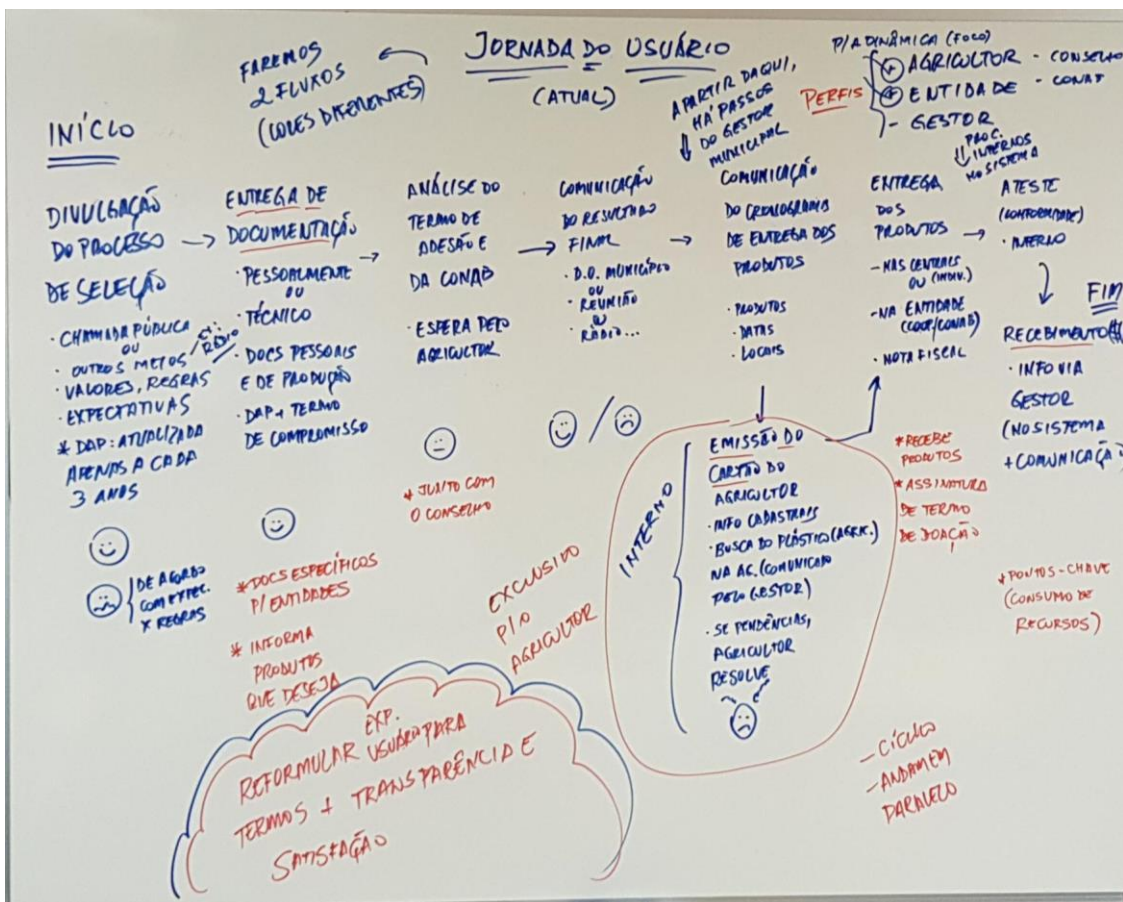 JORNADA DO USUÁRIO
(ATUAL)
FAREMOS
2 FLUXOS
(CORES DIFERENTES)
INÍCIO
A PARTIR DAQUI,
HÁ PASSOS
DO GESTOR
MUNICIPAL
P/A DINÂMICA (FOCO)
PERFIS
+ AGRICULTOR - CONSELHO
+ ENTIDADE - CONAB
- GESTOR
PROC.
INTERNOS
NO SISTEMA
DIVULGAÇÃO
DO PROCESSO
DE SELEÇÃO
· CHAMADA PÚBLICA
OU
· OUTROS MEIOS / EX.: RÁDIO
· VALORES, REGRAS
· EXPECTATIVAS
* DAP: ATUALIZADA
APENAS A CADA
3 ANOS
DE ACORDO
COM EXPEC.
X REGRAS
ENTREGA DE
DOCUMENTAÇÃO
· PESSOALMENTE
OU
· TÉCNICO
· DOCS PESSOAIS
E DE PRODUÇÃO
· DAP + TERMO
DE COMPROMISSO
* DOCS ESPECÍFICOS
P/ ENTIDADES
* INFORMA
PRODUTOS
QUE DESEJA
ANÁLISE DO
TERMO DE
ADESÃO E
DA CONAB
· ESPERA PELO
AGRICULTOR
* JUNTO COM
O CONSELHO
COMUNICAÇÃO
DO RESULTADO
FINAL
· D.O. MUNICÍPIO
OU
· REUNIÃO
OU
· RÁDIO...
COMUNICAÇÃO
DO CRONOGRAMA
DE ENTREGA DOS
PRODUTOS
· PRODUTOS
· DATAS
· LOCAIS
INTERNO
EMISSÃO DO
CARTÃO DO
AGRICULTOR
· INFO CADASTRAIS
· BUSCA DO PLÁSTICO (AGRIC.)
NA AG. (COMUNICADO
PELO GESTOR)
· SE PENDÊNCIAS,
AGRICULTOR
RESOLVE
EXCLUSIVO
P/ O
AGRICULTOR
ENTREGA
DOS
PRODUTOS
- NAS CENTRAIS
OU (INDIV.)
- NA ENTIDADE
(COOP/CONAB)
· NOTA FISCAL
* RECEBE
PRODUTOS
* ASSINATURA
DE TERMO
DE DOAÇÃO
ATESTE
(CONFORMIDADE)
· INTERNO
FIM
RECEBIMENTO
· INFO VIA
GESTOR
(NO SISTEMA
+ COMUNICAÇÃO)
* PONTOS-CHAVE
(CONSUMO DE
RECURSOS)
- CÍCLICO
- ANDAM EM
PARALELO
REFORMULAR EXP.
USUÁRIO PARA
TERMOS + TRANSPARÊNCIA E
SATISFAÇÃO